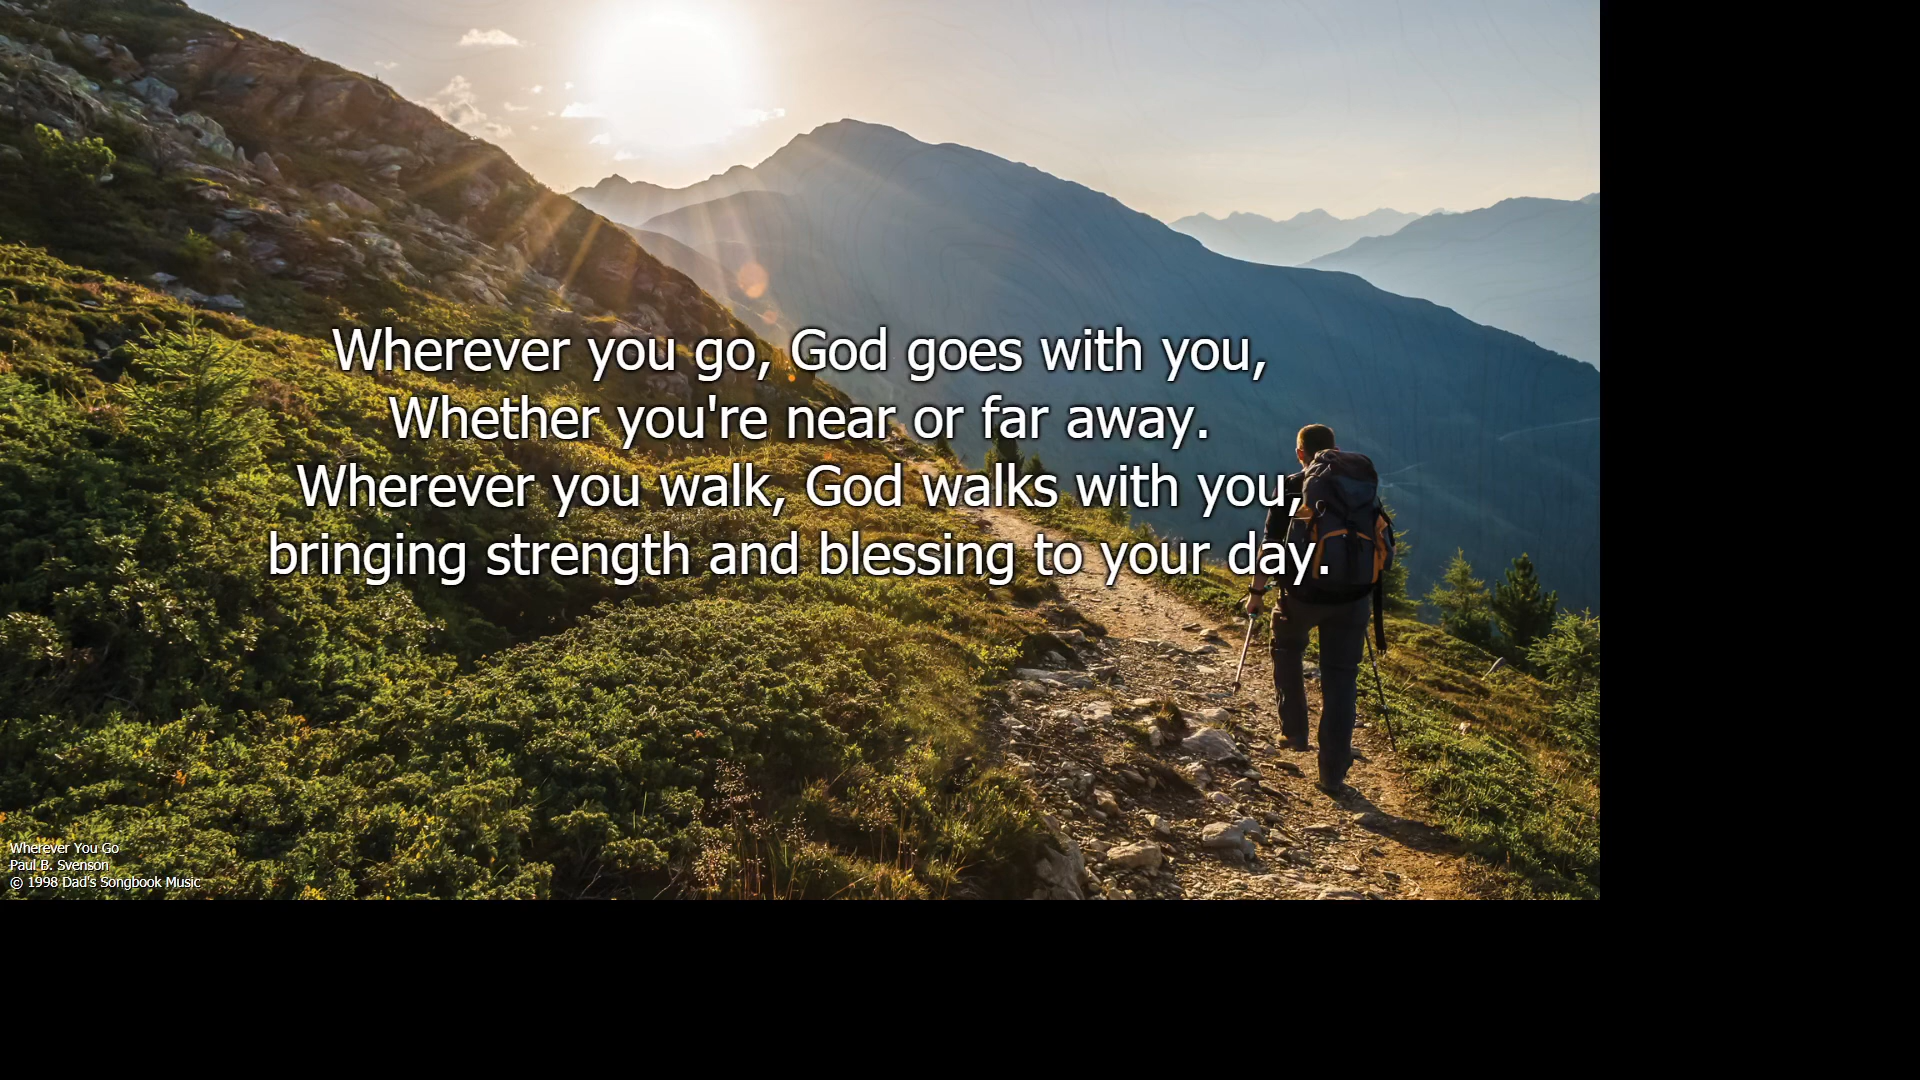 Wherever you go, God goes with you,
Whether you're near or far away.
Wherever you walk, God walks with you,
bringing strength and blessing to your day.
Wherever You Go
Paul B. Svenson
© 1998 Dad's Songbook Music